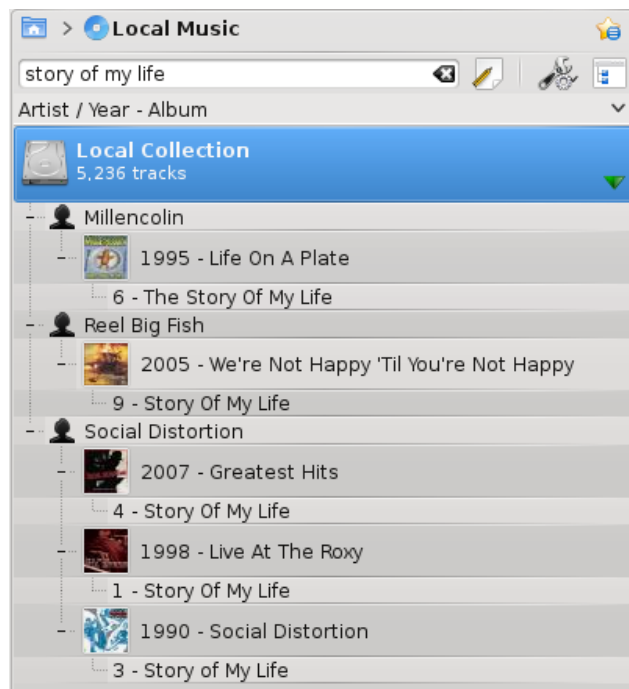 > Local Music
story of my life
Artist / Year - Album
Local Collection
5,236 tracks
Millencolin
1995 - Life On A Plate
6 - The Story Of My Life
Reel Big Fish
2005 - We're Not Happy 'Til You're Not Happy
9 - Story Of My Life
Social Distortion
2007 - Greatest Hits
4 - Story Of My Life
1998 - Live At The Roxy
1 - Story Of My Life
1990 - Social Distortion
3 - Story of My Life